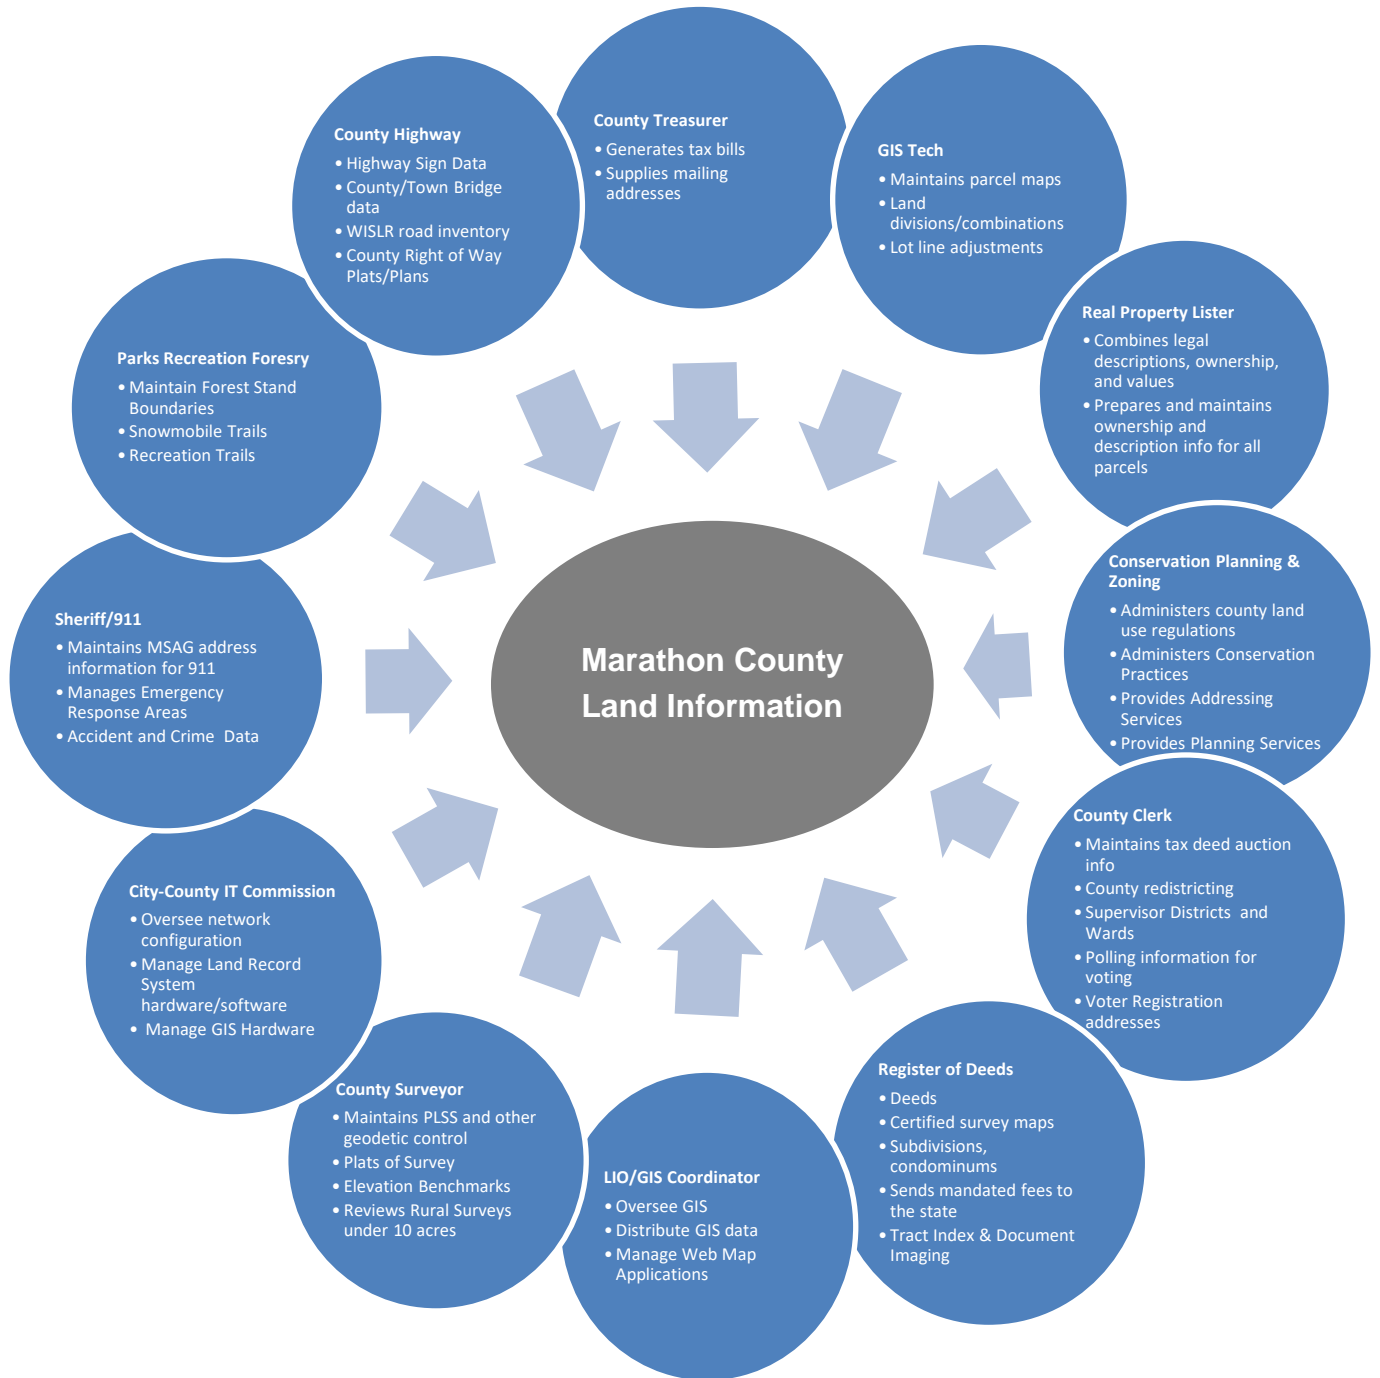 County Treasurer
• Generates tax bills
• Supplies mailing
addresses
GIS Tech
• Maintains parcel maps
• Land
divisions/combinations
• Lot line adjustments
Real Property Lister
• Combines legal
descriptions, ownership,
and values
• Prepares and maintains
ownership and
description info for all
parcels
Conservation Planning &
Zoning
• Administers county land
use regulations
• Administers Conservation
Practices
• Provides Addressing
Services
• Provides Planning Services
County Clerk
• Maintains tax deed auction
info
• County redistricting
• Supervisor Districts and
Wards
• Polling information for
voting
• Voter Registration
addresses
Register of Deeds
• Deeds
• Certified survey maps
• Subdivisions,
condominums
• Sends mandated fees to
the state
• Tract Index & Document
Imaging
LIO/GIS Coordinator
• Oversee GIS
• Distribute GIS data
• Manage Web Map
Applications
County Surveyor
• Maintains PLSS and other
geodetic control
• Plats of Survey
• Elevation Benchmarks
• Reviews Rural Surveys
under 10 acres
City-County IT Commission
• Oversee network
configuration
• Manage Land Record
System
hardware/software
• Manage GIS Hardware
Sheriff/911
• Maintains MSAG address
information for 911
• Manages Emergency
Response Areas
• Accident and Crime Data
Parks Recreation Foresry
• Maintain Forest Stand
Boundaries
• Snowmobile Trails
• Recreation Trails
County Highway
• Highway Sign Data
• County/Town Bridge
data
• WISLR road inventory
• County Right of Way
Plats/Plans
Marathon County
Land Information